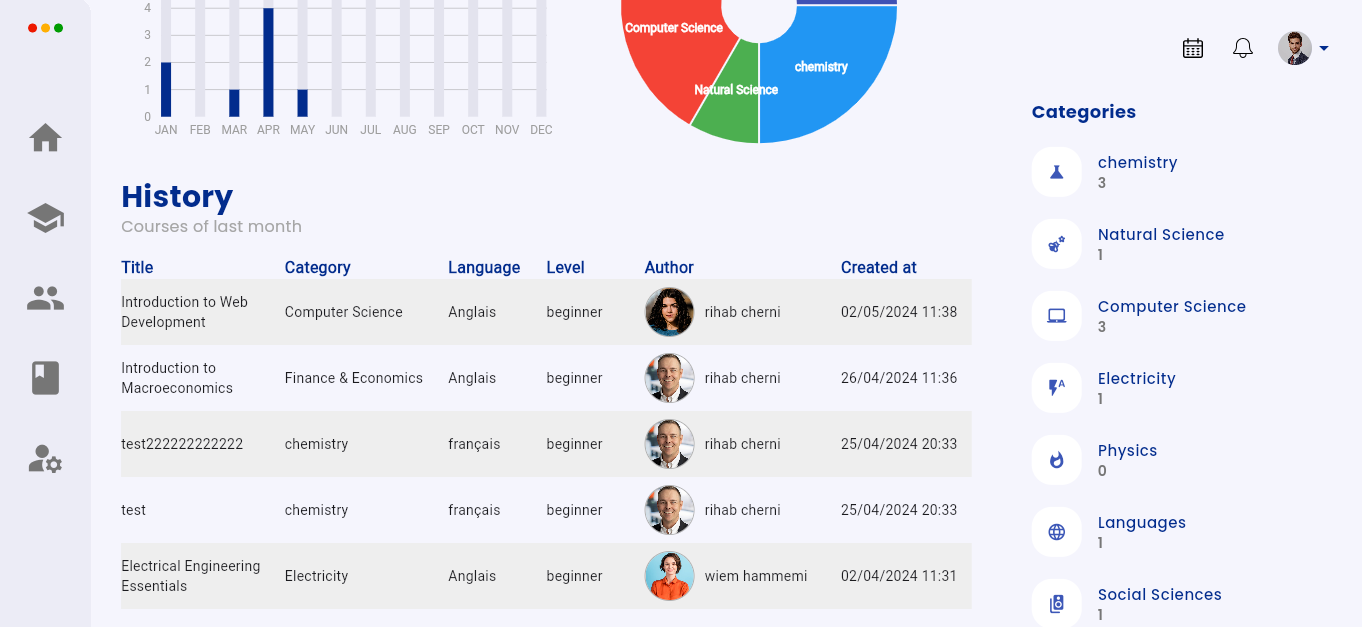 4
3
2
1
0
JAN FEB MAR APR MAY JUN JUL AUG SEP OCT NOV DEC
Computer Science
chemistry
Natural Science
History
Courses of last month
Title Category Language Level Author Created at
Introduction to Web
Development
Computer Science Anglais beginner rihab cherni 02/05/2024 11:38
Introduction to
Macroeconomics
Finance & Economics Anglais beginner rihab cherni 26/04/2024 11:36
test222222222222 chemistry français beginner rihab cherni 25/04/2024 20:33
test chemistry français beginner rihab cherni 25/04/2024 20:33
Electrical Engineering
Essentials
Electricity Anglais beginner wiem hammemi 02/04/2024 11:31
Categories
chemistry
3
Natural Science
1
Computer Science
3
Electricity
1
Physics
0
Languages
1
Social Sciences
1